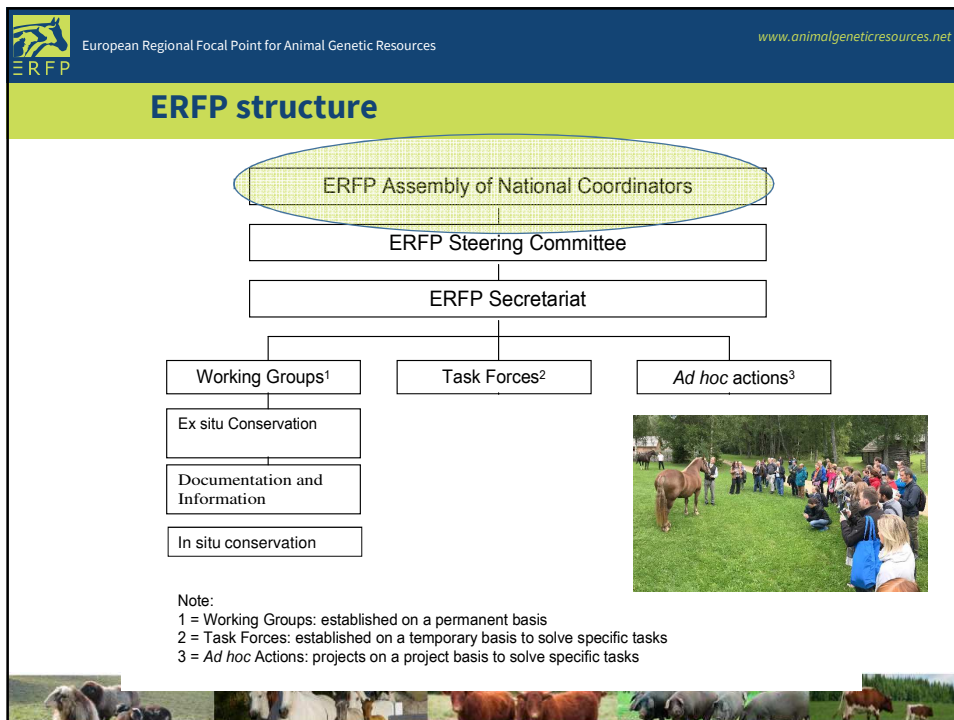 ERFP
European Regional Focal Point for Animal Genetic Resources
www.animalgeneticresources.net
ERFP structure
ERFP Assembly of National Coordinators
ERFP Steering Committee
ERFP Secretariat
Working Groups¹
Task Forces²
Ad hoc actions³
Ex situ Conservation
Documentation and
Information
In situ conservation
Note:
1 = Working Groups: established on a permanent basis
2 = Task Forces: established on a temporary basis to solve specific tasks
3 = Ad hoc Actions: projects on a project basis to solve specific tasks